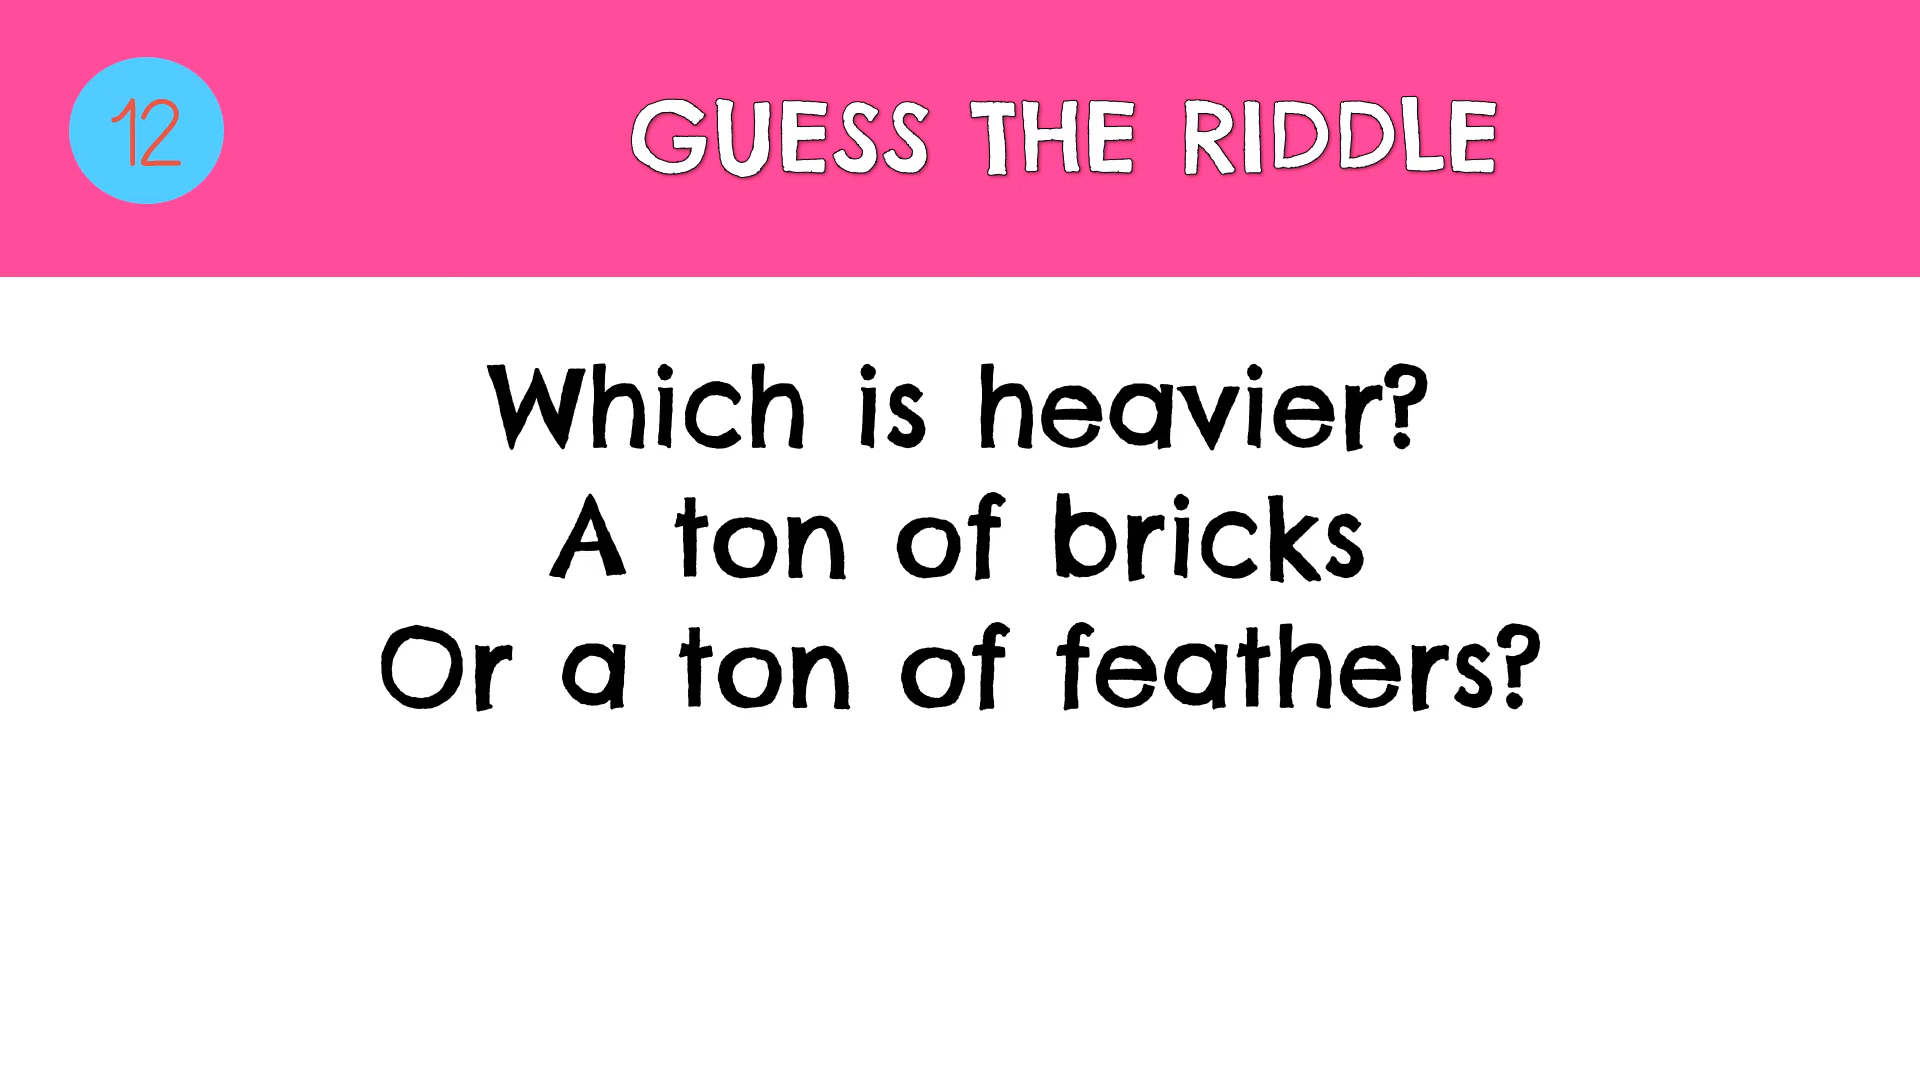 12
GUESS THE RIDDLE
Which is heavier?
A ton of bricks
Or a ton of feathers?